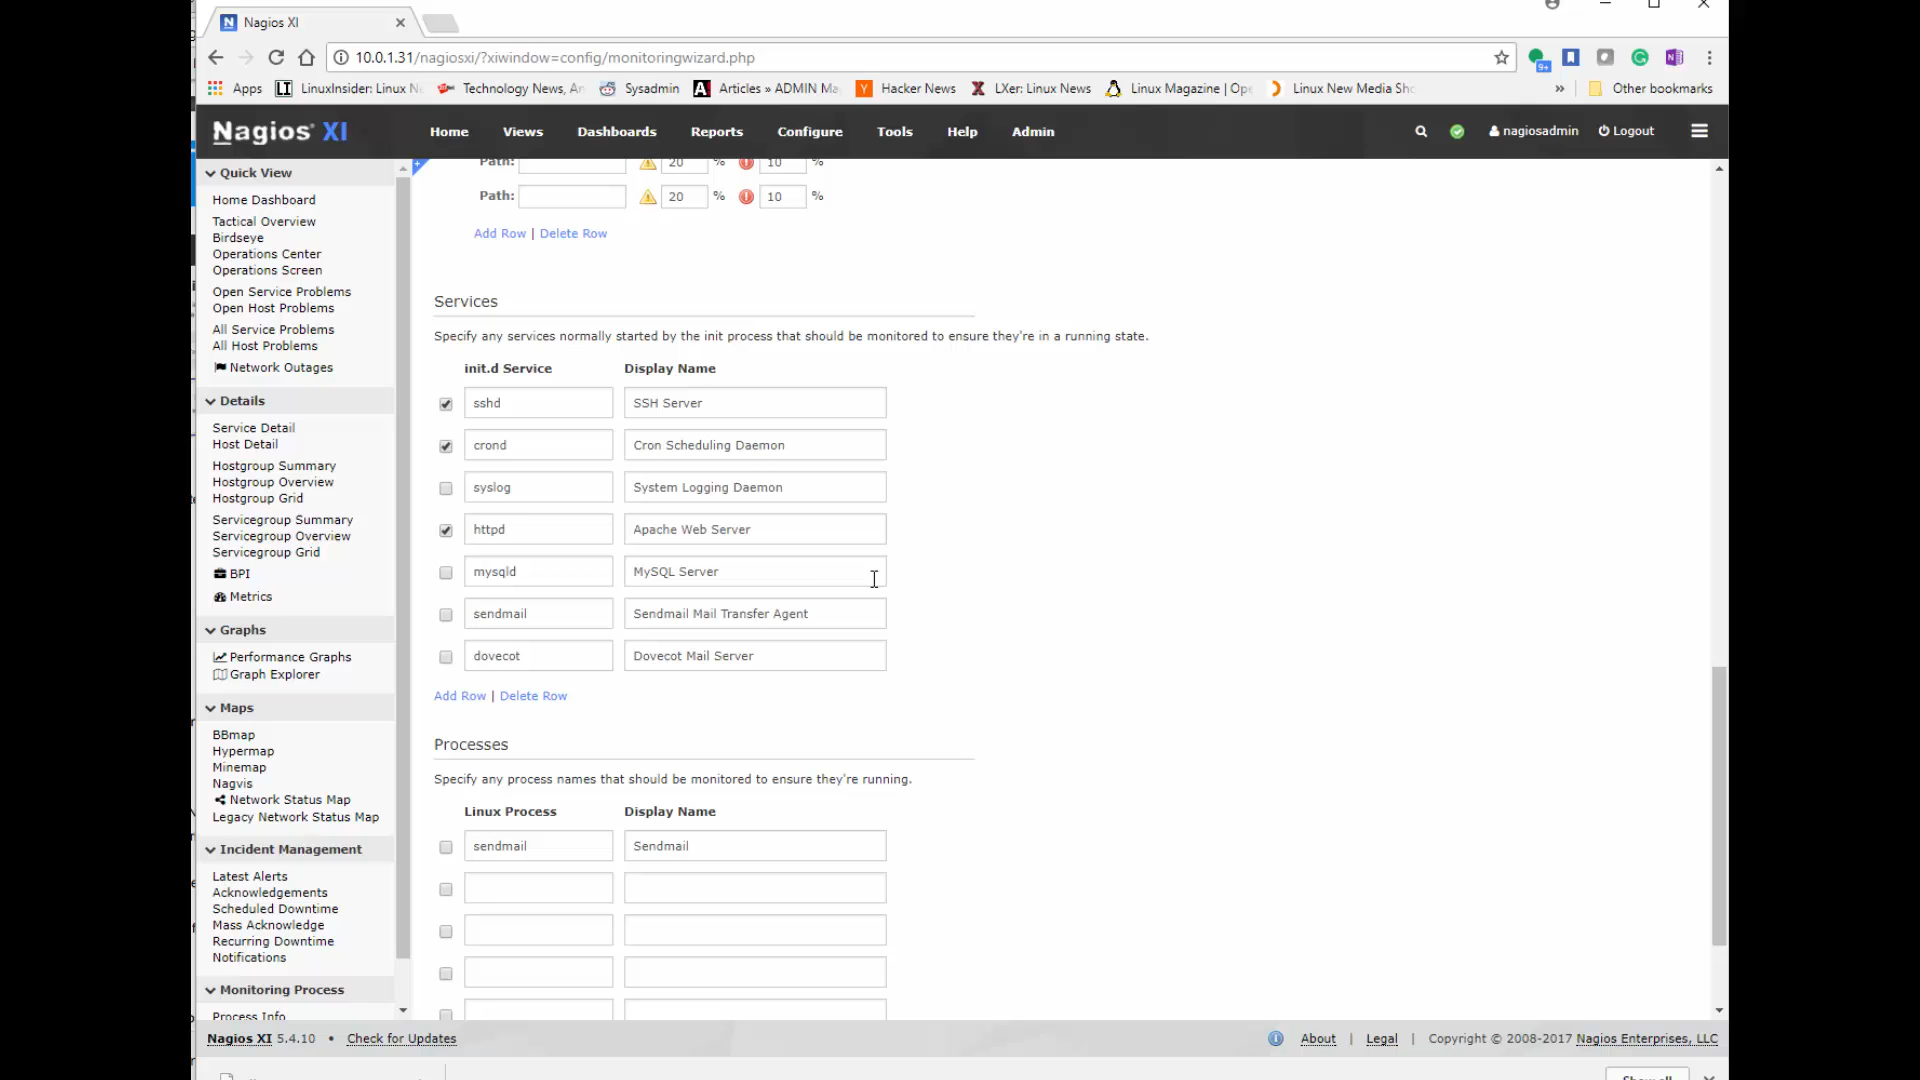 Nagios XI
10.0.1.31/nagiosxi/?xiwindow=config/monitoringwizard.php
9+
Apps
LinuxInsider: Linux N
Technology News, An
Sysadmin
Articles » ADMIN Ma
Hacker News
LXer: Linux News
Linux Magazine | Ope
Linux New Media Sho
»
Other bookmarks
Nagios XI
Home
Views
Dashboards
Reports
Configure
Tools
Help
Admin
nagiosadmin
Logout
Quick View
Home Dashboard
Tactical Overview
Birdseye
Operations Center
Operations Screen
Open Service Problems
Open Host Problems
All Service Problems
All Host Problems
Network Outages
Details
Service Detail
Host Detail
Hostgroup Summary
Hostgroup Overview
Hostgroup Grid
Servicegroup Summary
Servicegroup Overview
Servicegroup Grid
BPI
Metrics
Graphs
Performance Graphs
Graph Explorer
Maps
BBmap
Hypermap
Minemap
Nagvis
Network Status Map
Legacy Network Status Map
Incident Management
Latest Alerts
Acknowledgements
Scheduled Downtime
Mass Acknowledge
Recurring Downtime
Notifications
Monitoring Process
Process Info
Path: 20 % 10 %
Path: 20 % 10 %
Add Row | Delete Row
Services
Specify any services normally started by the init process that should be monitored to ensure they're in a running state.
init.d Service Display Name
sshd SSH Server
crond Cron Scheduling Daemon
syslog System Logging Daemon
httpd Apache Web Server
mysqld MySQL Server
sendmail Sendmail Mail Transfer Agent
dovecot Dovecot Mail Server
Add Row | Delete Row
Processes
Specify any process names that should be monitored to ensure they're running.
Linux Process Display Name
sendmail Sendmail
Nagios XI 5.4.10 • Check for Updates
About | Legal | Copyright © 2008-2017 Nagios Enterprises, LLC
Show all